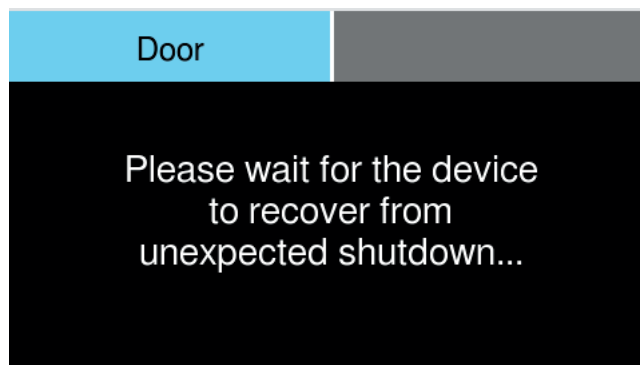 Door
Please wait for the device
to recover from
unexpected shutdown...